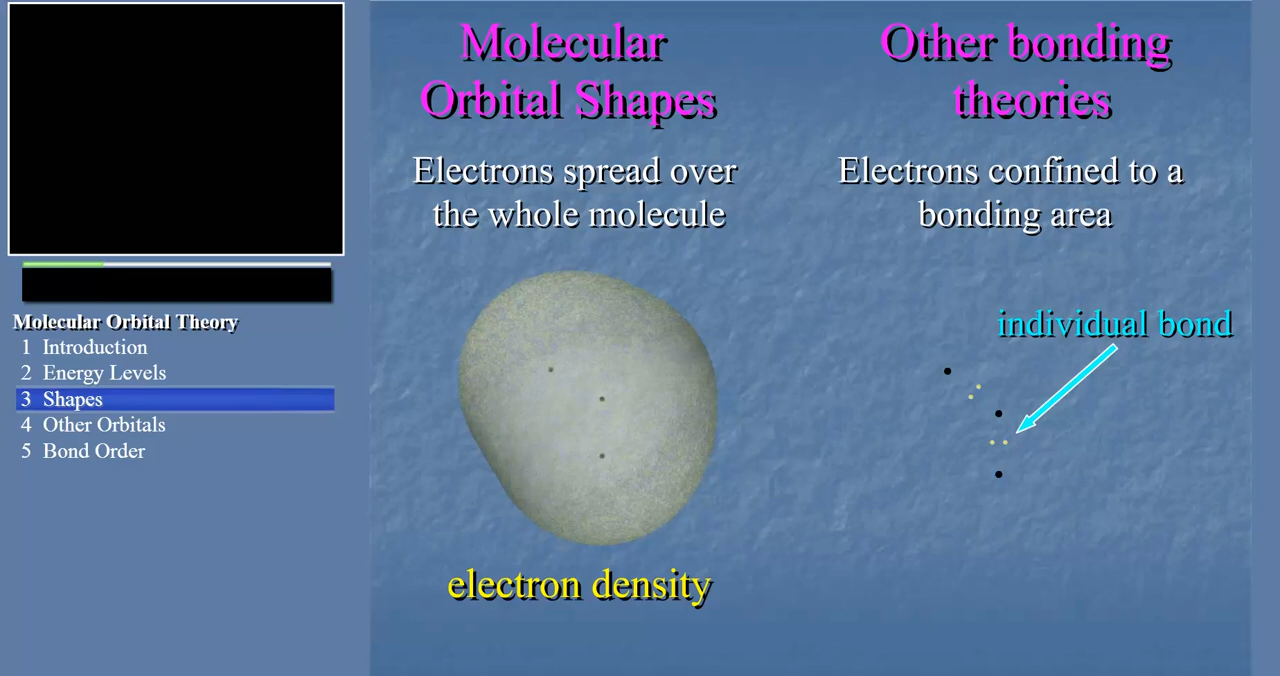 Molecular
Orbital Shapes
Electrons spread over
the whole molecule
electron density
Other bonding
theories
Electrons confined to a
bonding area
individual bond
Molecular Orbital Theory
1 Introduction
2 Energy Levels
3 Shapes
4 Other Orbitals
5 Bond Order